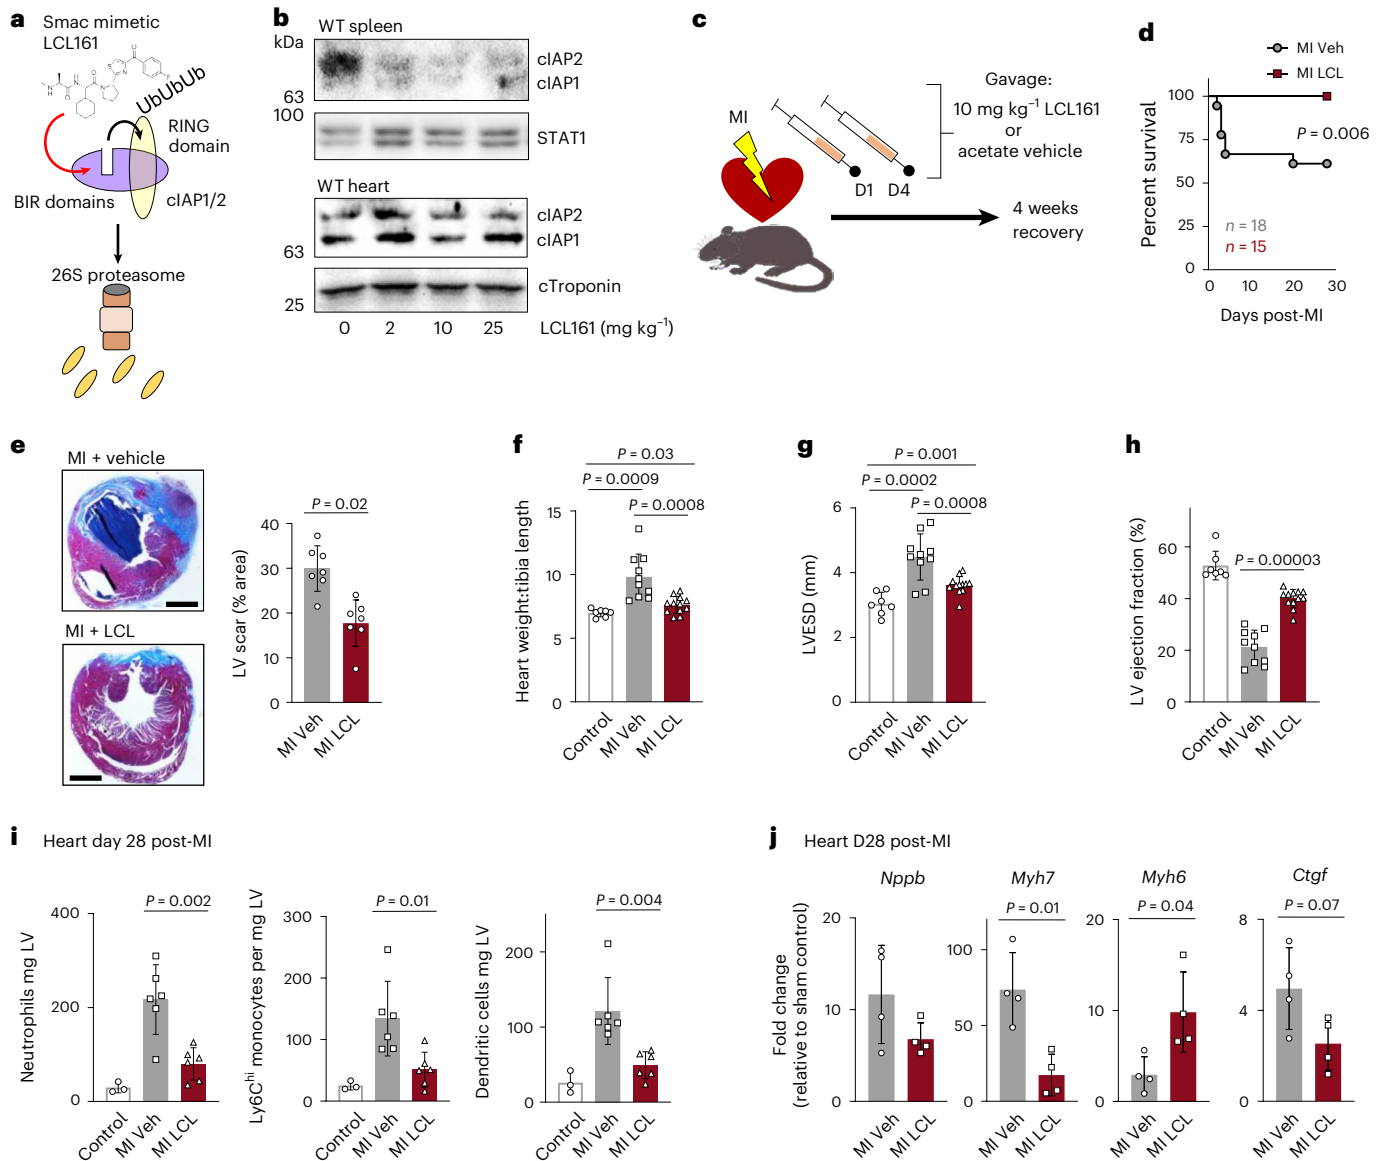 a
Smac mimetic
LCL161
UbUbUb
RING
domain
BIR domains
cIAP1/2
26S proteasome
b
WT spleen
kDa
cIAP2
cIAP1
63
100
STAT1
WT heart
cIAP2
cIAP1
63
cTroponin
25
0 2 10 25 LCL161 (mg kg⁻¹)
c
MI
Gavage:
10 mg kg⁻¹ LCL161
or
acetate vehicle
D1 D4
4 weeks
recovery
d
MI Veh
MI LCL
Percent survival
100
75
50
25
0
P = 0.006
n = 18
n = 15
0 10 20 30
Days post-MI
e
MI + vehicle
MI + LCL
P = 0.02
LV scar (% area)
40
30
20
10
0
MI Veh
MI LCL
f
P = 0.03
P = 0.0009
P = 0.0008
Heart weight:tibia length
15
10
5
0
Control
MI Veh
MI LCL
g
P = 0.001
P = 0.0002
P = 0.0008
LVESD (mm)
6
4
2
0
Control
MI Veh
MI LCL
h
P = 0.00003
LV ejection fraction (%)
60
40
20
0
Control
MI Veh
MI LCL
i
Heart day 28 post-MI
P = 0.002
Neutrophils mg LV
400
200
0
Control
MI Veh
MI LCL
P = 0.01
Ly6Cʰⁱ monocytes per mg LV
300
200
100
0
Control
MI Veh
MI LCL
P = 0.004
Dendritic cells mg LV
200
100
0
Control
MI Veh
MI LCL
j
Heart D28 post-MI
Fold change
(relative to sham control)
Nppb
20
10
0
MI Veh
MI LCL
Myh7
P = 0.01
100
50
0
MI Veh
MI LCL
Myh6
P = 0.04
20
10
0
MI Veh
MI LCL
Ctgf
P = 0.07
8
4
0
MI Veh
MI LCL